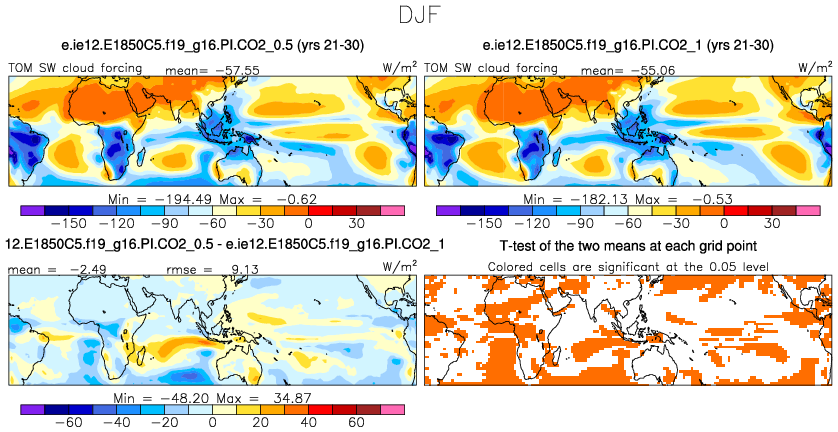 DJF
e.ie12.E1850C5.f19_g16.PI.CO2_0.5 (yrs 21-30)
TOM SW cloud forcing mean= -57.55 W/m²
Min = -194.49 Max = -0.62
-150 -120 -90 -60 -30 0 30
e.ie12.E1850C5.f19_g16.PI.CO2_1 (yrs 21-30)
TOM SW cloud forcing mean= -55.06 W/m²
Min = -182.13 Max = -0.53
-150 -120 -90 -60 -30 0 30
12.E1850C5.f19_g16.PI.CO2_0.5 - e.ie12.E1850C5.f19_g16.PI.CO2_1
mean = -2.49 rmse = 9.13 W/m²
Min = -48.20 Max = 34.87
-60 -40 -20 0 20 40 60
T-test of the two means at each grid point
Colored cells are significant at the 0.05 level